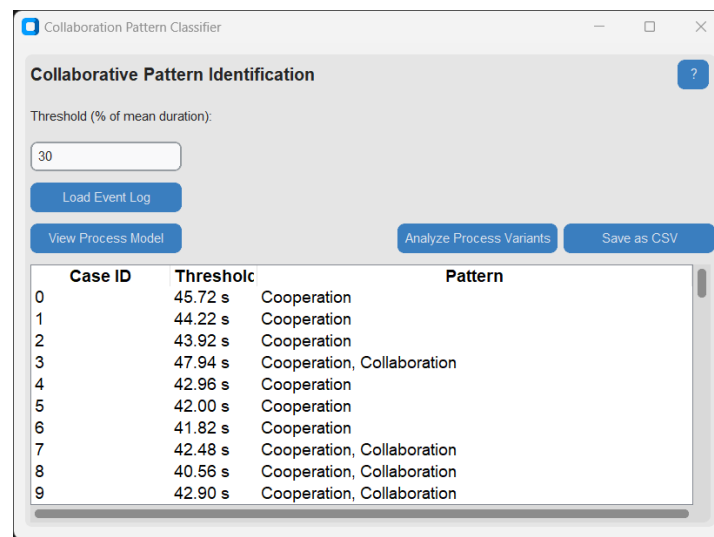 Collaboration Pattern Classifier
Collaborative Pattern Identification
?
Threshold (% of mean duration):
30
Load Event Log
View Process Model Analyze Process Variants Save as CSV
Case ID Threshold Pattern
0 45.72 s Cooperation
1 44.22 s Cooperation
2 43.92 s Cooperation
3 47.94 s Cooperation, Collaboration
4 42.96 s Cooperation
5 42.00 s Cooperation
6 41.82 s Cooperation
7 42.48 s Cooperation, Collaboration
8 40.56 s Cooperation, Collaboration
9 42.90 s Cooperation, Collaboration